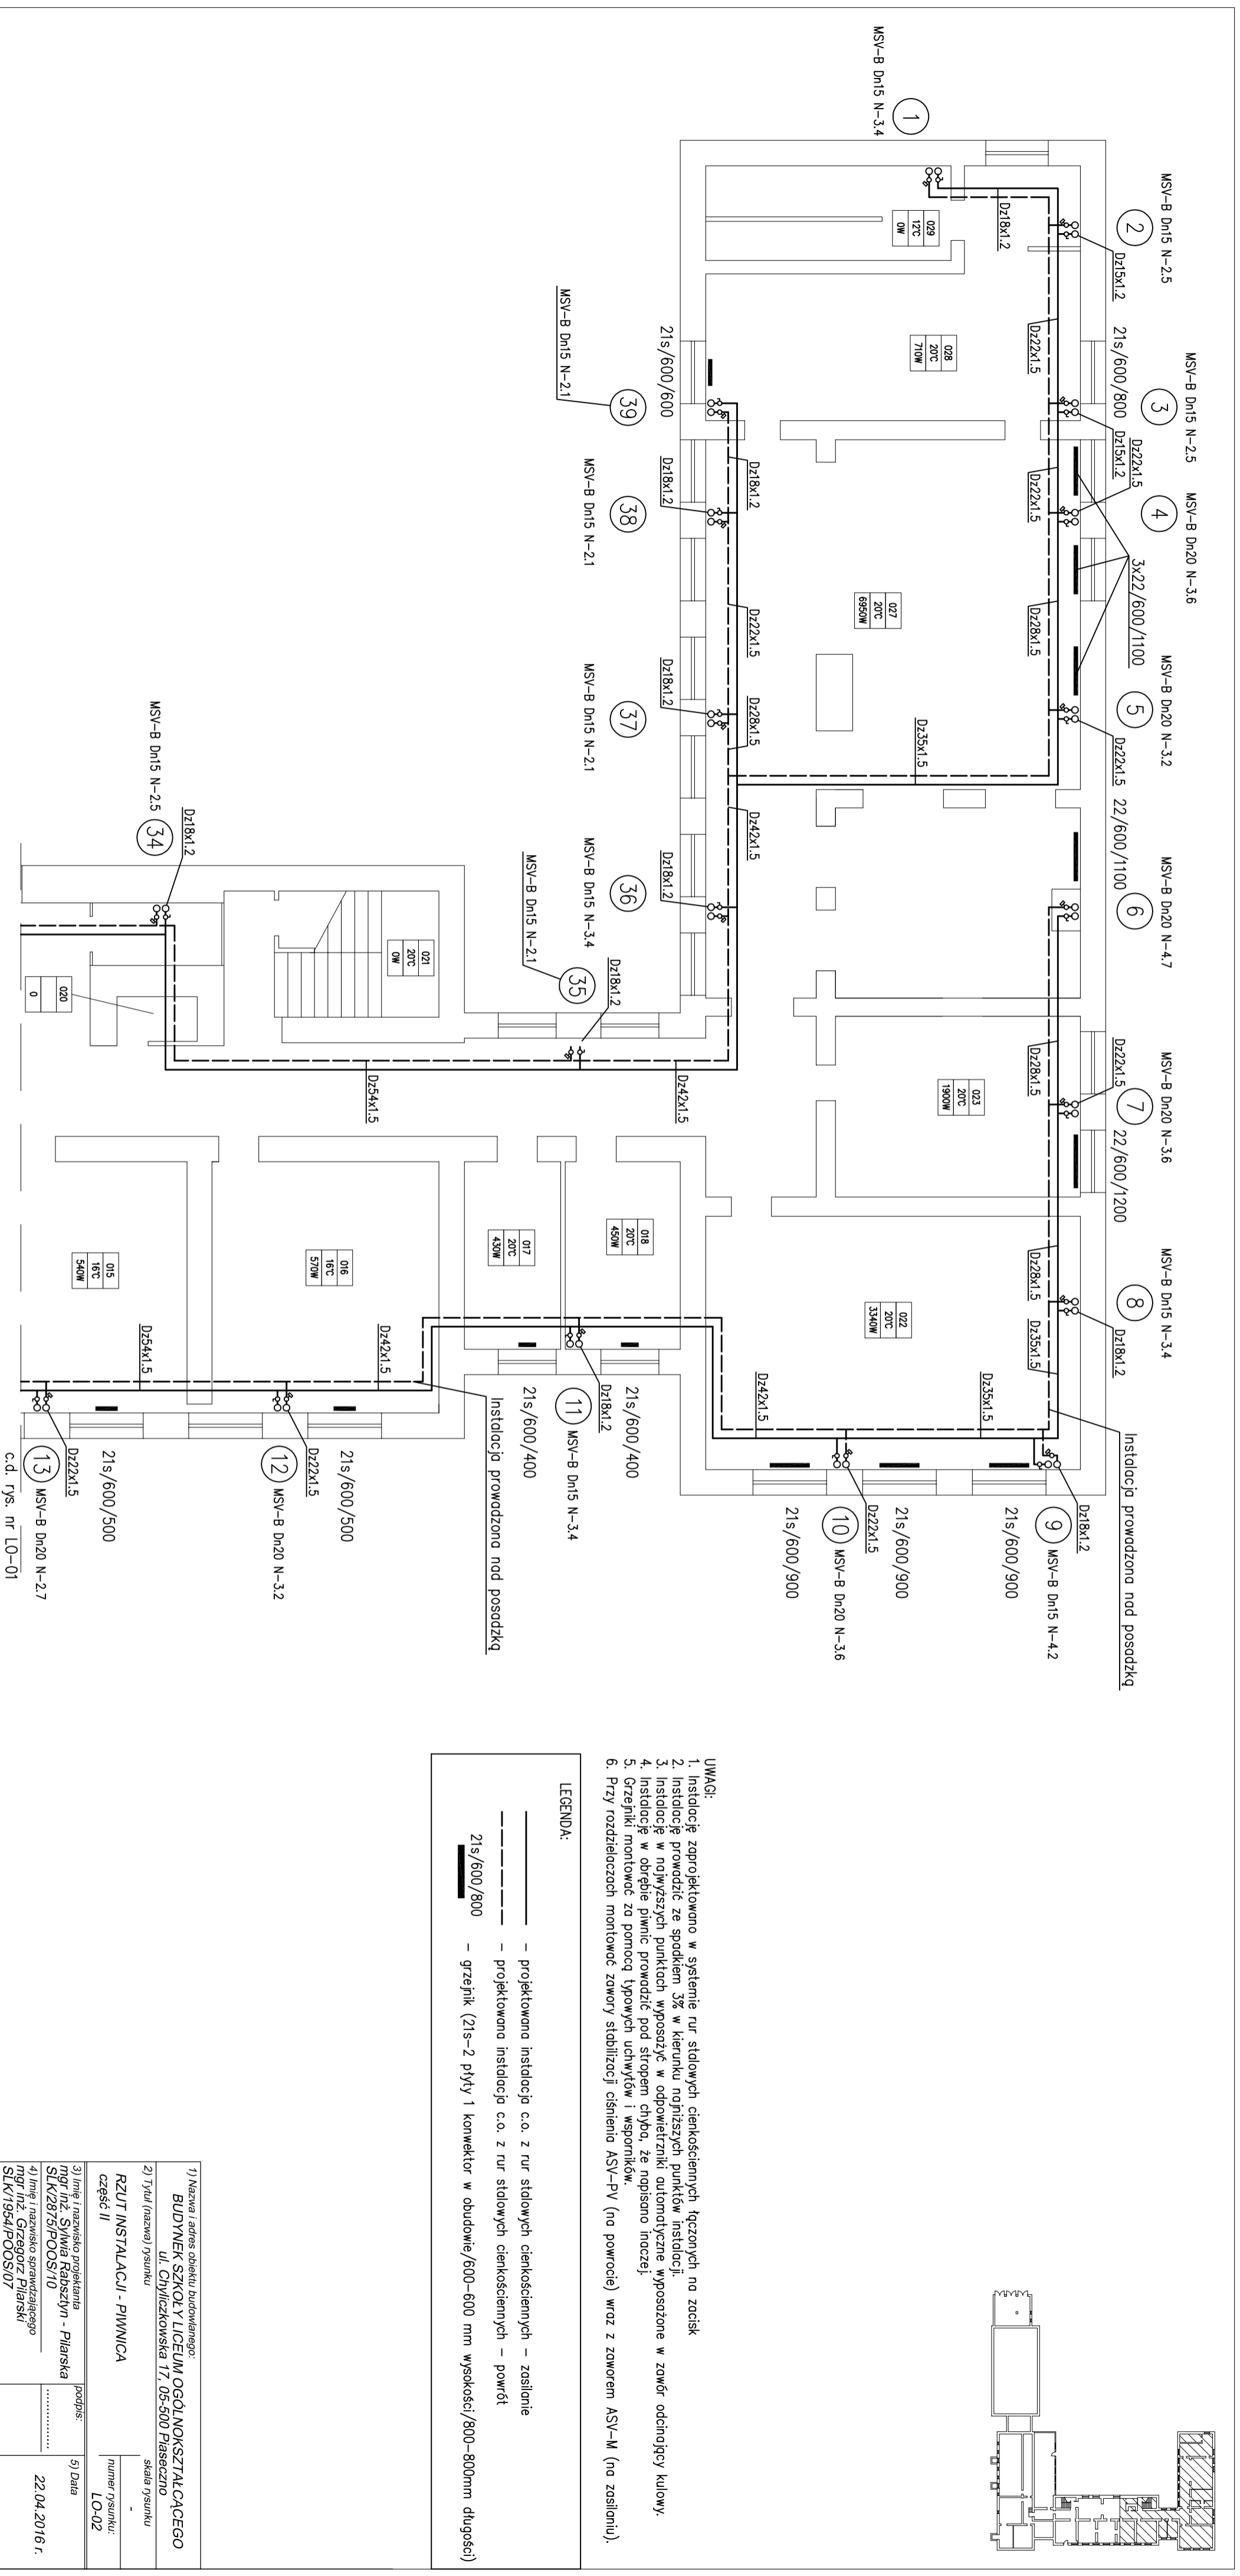 MSV-B Dn15 N-3.4
1
MSV-B Dn15 N-2.5
2
Dz15x1.2
21s/600/800
MSV-B Dn15 N-2.5
3
Dz15x1.2
Dz22x1.5
MSV-B Dn20 N-3.6
4
3x22/600/1100
MSV-B Dn20 N-3.2
5
Dz22x1.5
22/600/1100
MSV-B Dn20 N-4.7
6
Dz22x1.5
MSV-B Dn20 N-3.6
7
22/600/1200
MSV-B Dn15 N-3.4
8
Dz18x1.2
Instalacja prowadzona nad posadzką
Dz18x1.2
Dz22x1.5
Dz22x1.5
Dz28x1.5
Dz28x1.5
Dz28x1.5
Dz35x1.5
029
12°C
0W
028
20°C
710W
027
20°C
6950W
Dz35x1.5
023
20°C
1900W
022
20°C
3340W
Dz35x1.5
Dz42x1.5
Dz18x1.2
9
MSV-B Dn15 N-4.2
21s/600/900
21s/600/900
Dz22x1.5
10
MSV-B Dn20 N-3.6
21s/600/900
Dz18x1.2
Dz22x1.5
Dz28x1.5
Dz42x1.5
21s/600/600
39
MSV-B Dn15 N-2.1
Dz18x1.2
38
MSV-B Dn15 N-2.1
Dz18x1.2
37
MSV-B Dn15 N-2.1
Dz18x1.2
36
MSV-B Dn15 N-3.4
Dz18x1.2
35
MSV-B Dn15 N-2.1
Dz42x1.5
018
20°C
450W
21s/600/400
Dz18x1.2
11
MSV-B Dn15 N-3.4
017
20°C
430W
21s/600/400
Instalacja prowadzona nad posadzką
021
20°C
0W
Dz54x1.5
016
16°C
570W
Dz42x1.5
21s/600/500
Dz22x1.5
12
MSV-B Dn20 N-3.2
Dz18x1.2
34
MSV-B Dn15 N-2.5
020
0
015
16°C
540W
Dz54x1.5
21s/600/500
Dz22x1.5
13
MSV-B Dn20 N-2.7
c.d. rys. nr LO-01
UWAGI:
1. Instalację zaprojektowano w systemie rur stalowych cienkościennych łączonych na zacisk
2. Instalację prowadzić ze spadkiem 3% w kierunku najniższych punktów instalacji.
3. Instalację w najwyższych punktach wyposażyć w odpowietrzniki automatyczne wyposażone w zawór odcinający kulowy.
4. Instalację w obrębie piwnic prowadzić pod stropem chyba, że napisano inaczej.
5. Grzejniki montować za pomocą typowych uchwytów i wsporników.
6. Przy rozdzielaczach montować zawory stabilizacji ciśnienia ASV-PV (na powrocie) wraz z zaworem ASV-M (na zasilaniu).
LEGENDA:
- projektowana instalacja c.o. z rur stalowych cienkościennych - zasilanie
- projektowana instalacja c.o. z rur stalowych cienkościennych - powrót
21s/600/800 - grzejnik (21s-2 płyty 1 konwektor w obudowie/600-600 mm wysokości/800-800mm długości)
1) Nazwa i adres obiektu budowlanego:
BUDYNEK SZKOŁY LICEUM OGÓLNOKSZTAŁCĄCEGO
ul. Chyliczkowska 17, 05-500 Piaseczno
2) Tytuł (nazwa) rysunku
RZUT INSTALACJI - PIWNICA
część II
skala rysunku
-
numer rysunku:
LO-02
3) Imię i nazwisko projektanta
mgr inż. Sylwia Rabsztyn - Pilarska
SLK/2875/POOS/10
podpis:
..............
5) Data
22.04.2016 r.
4) Imię i nazwisko sprawdzającego
mgr inż. Grzegorz Pilarski
SLK/1954/POOS/07